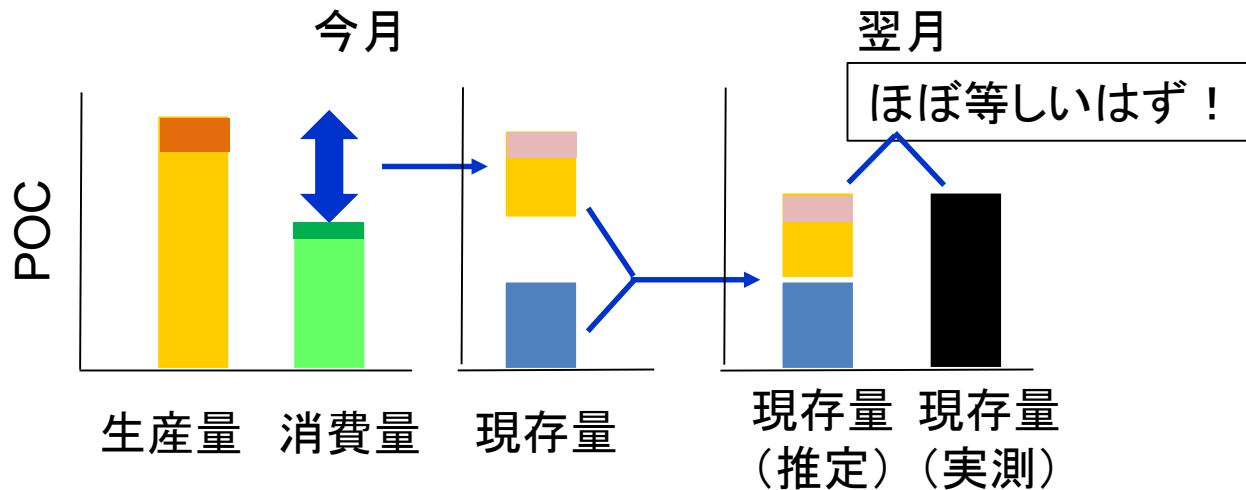 今月
翌月
ほぼ等しいはず！
POC
生産量
消費量
現存量
現存量
（推定）
現存量
（実測）